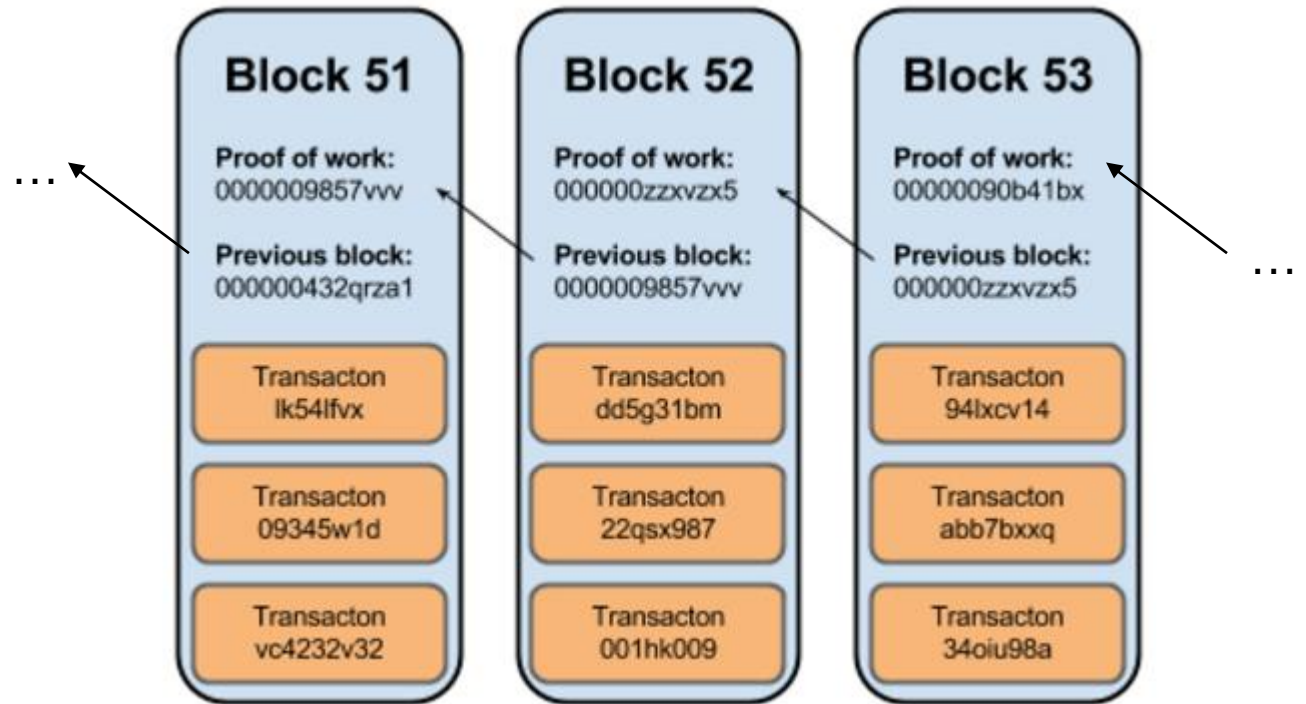 Block 51
Proof of work:
0000009857vvv
Previous block:
000000432qrza1
Transacton
lk54lfvx
Transacton
09345w1d
Transacton
vc4232v32
Block 52
Proof of work:
000000zzxvzx5
Previous block:
0000009857vvv
Transacton
dd5g31bm
Transacton
22qsx987
Transacton
001hk009
Block 53
Proof of work:
00000090b41bx
Previous block:
000000zzxvzx5
Transacton
94lxcv14
Transacton
abb7bxxq
Transacton
34oiu98a
...
...